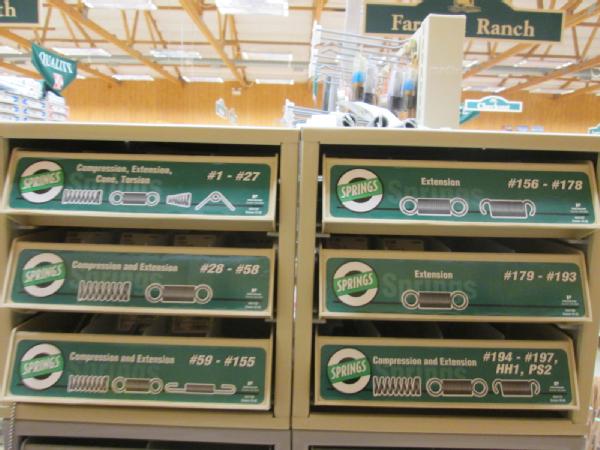 Farm
Ranch
QUALITY
SPRINGS
Compression, Extension,
Cone, Torsion
#1 - #27
SPRINGS
Compression and Extension
#28 - #58
SPRINGS
Compression and Extension
#59 - #155
SPRINGS
Extension
#156 - #178
Springs
SPRINGS
Extension
#179 - #193
Springs
SPRINGS
Compression and Extension
#194 - #197,
HH1, PS2